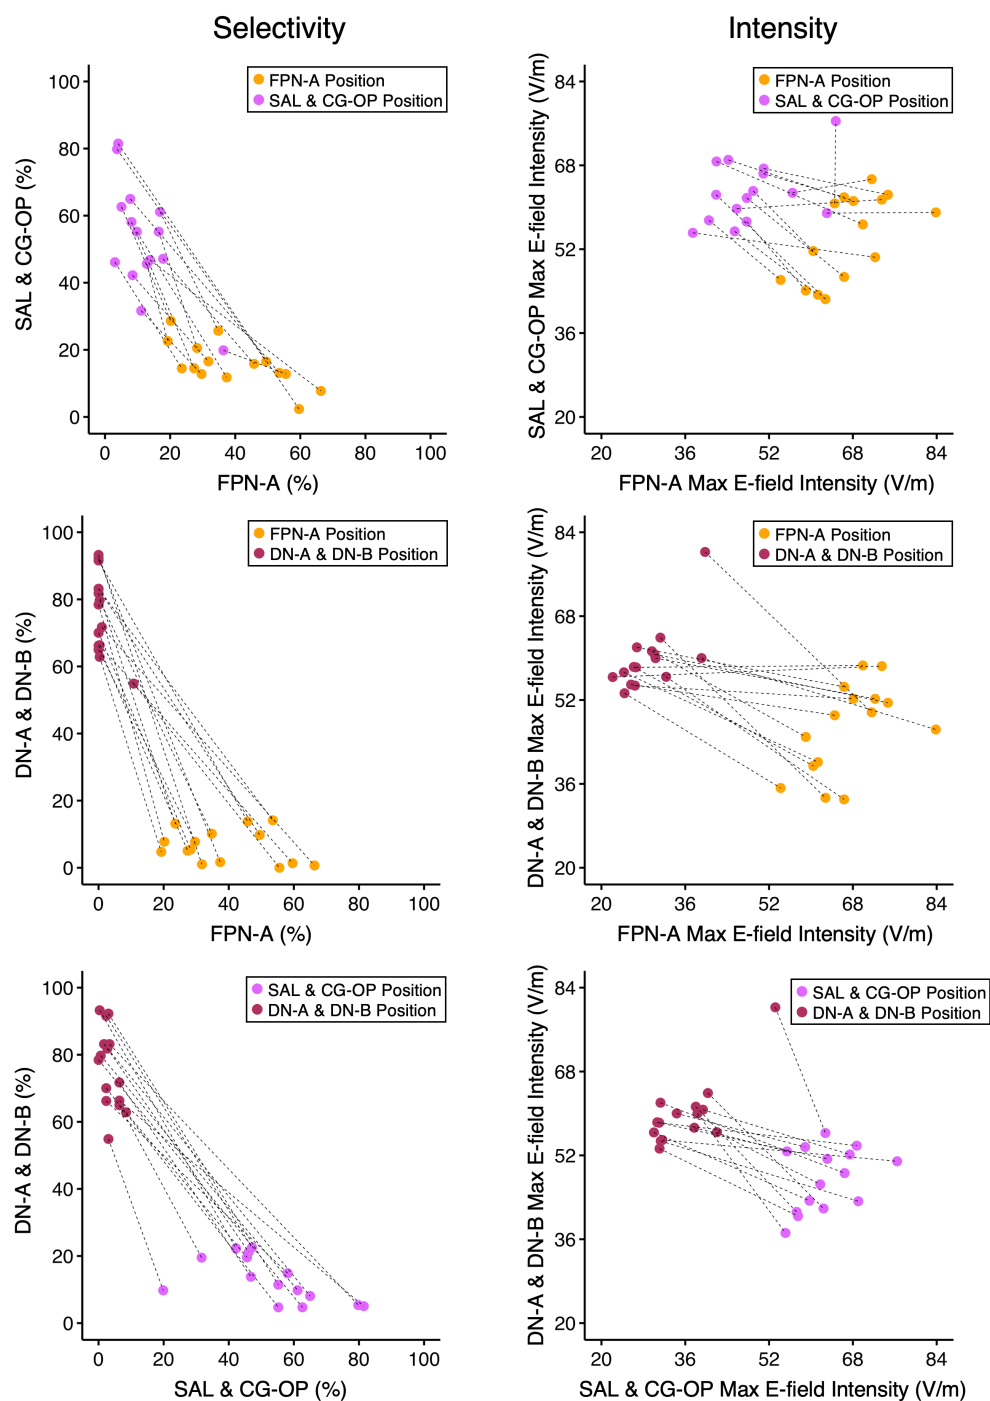 Selectivity
Intensity
SAL & CG-OP (%)
100
80
60
40
20
0
FPN-A Position
SAL & CG-OP Position
0 20 40 60 80 100
FPN-A (%)
SAL & CG-OP Max E-field Intensity (V/m)
84
68
52
36
20
FPN-A Position
SAL & CG-OP Position
20 36 52 68 84
FPN-A Max E-field Intensity (V/m)
DN-A & DN-B (%)
100
80
60
40
20
0
FPN-A Position
DN-A & DN-B Position
0 20 40 60 80 100
FPN-A (%)
DN-A & DN-B Max E-field Intensity (V/m)
84
68
52
36
20
FPN-A Position
DN-A & DN-B Position
20 36 52 68 84
FPN-A Max E-field Intensity (V/m)
DN-A & DN-B (%)
100
80
60
40
20
0
SAL & CG-OP Position
DN-A & DN-B Position
0 20 40 60 80 100
SAL & CG-OP (%)
DN-A & DN-B Max E-field Intensity (V/m)
84
68
52
36
20
SAL & CG-OP Position
DN-A & DN-B Position
20 36 52 68 84
SAL & CG-OP Max E-field Intensity (V/m)